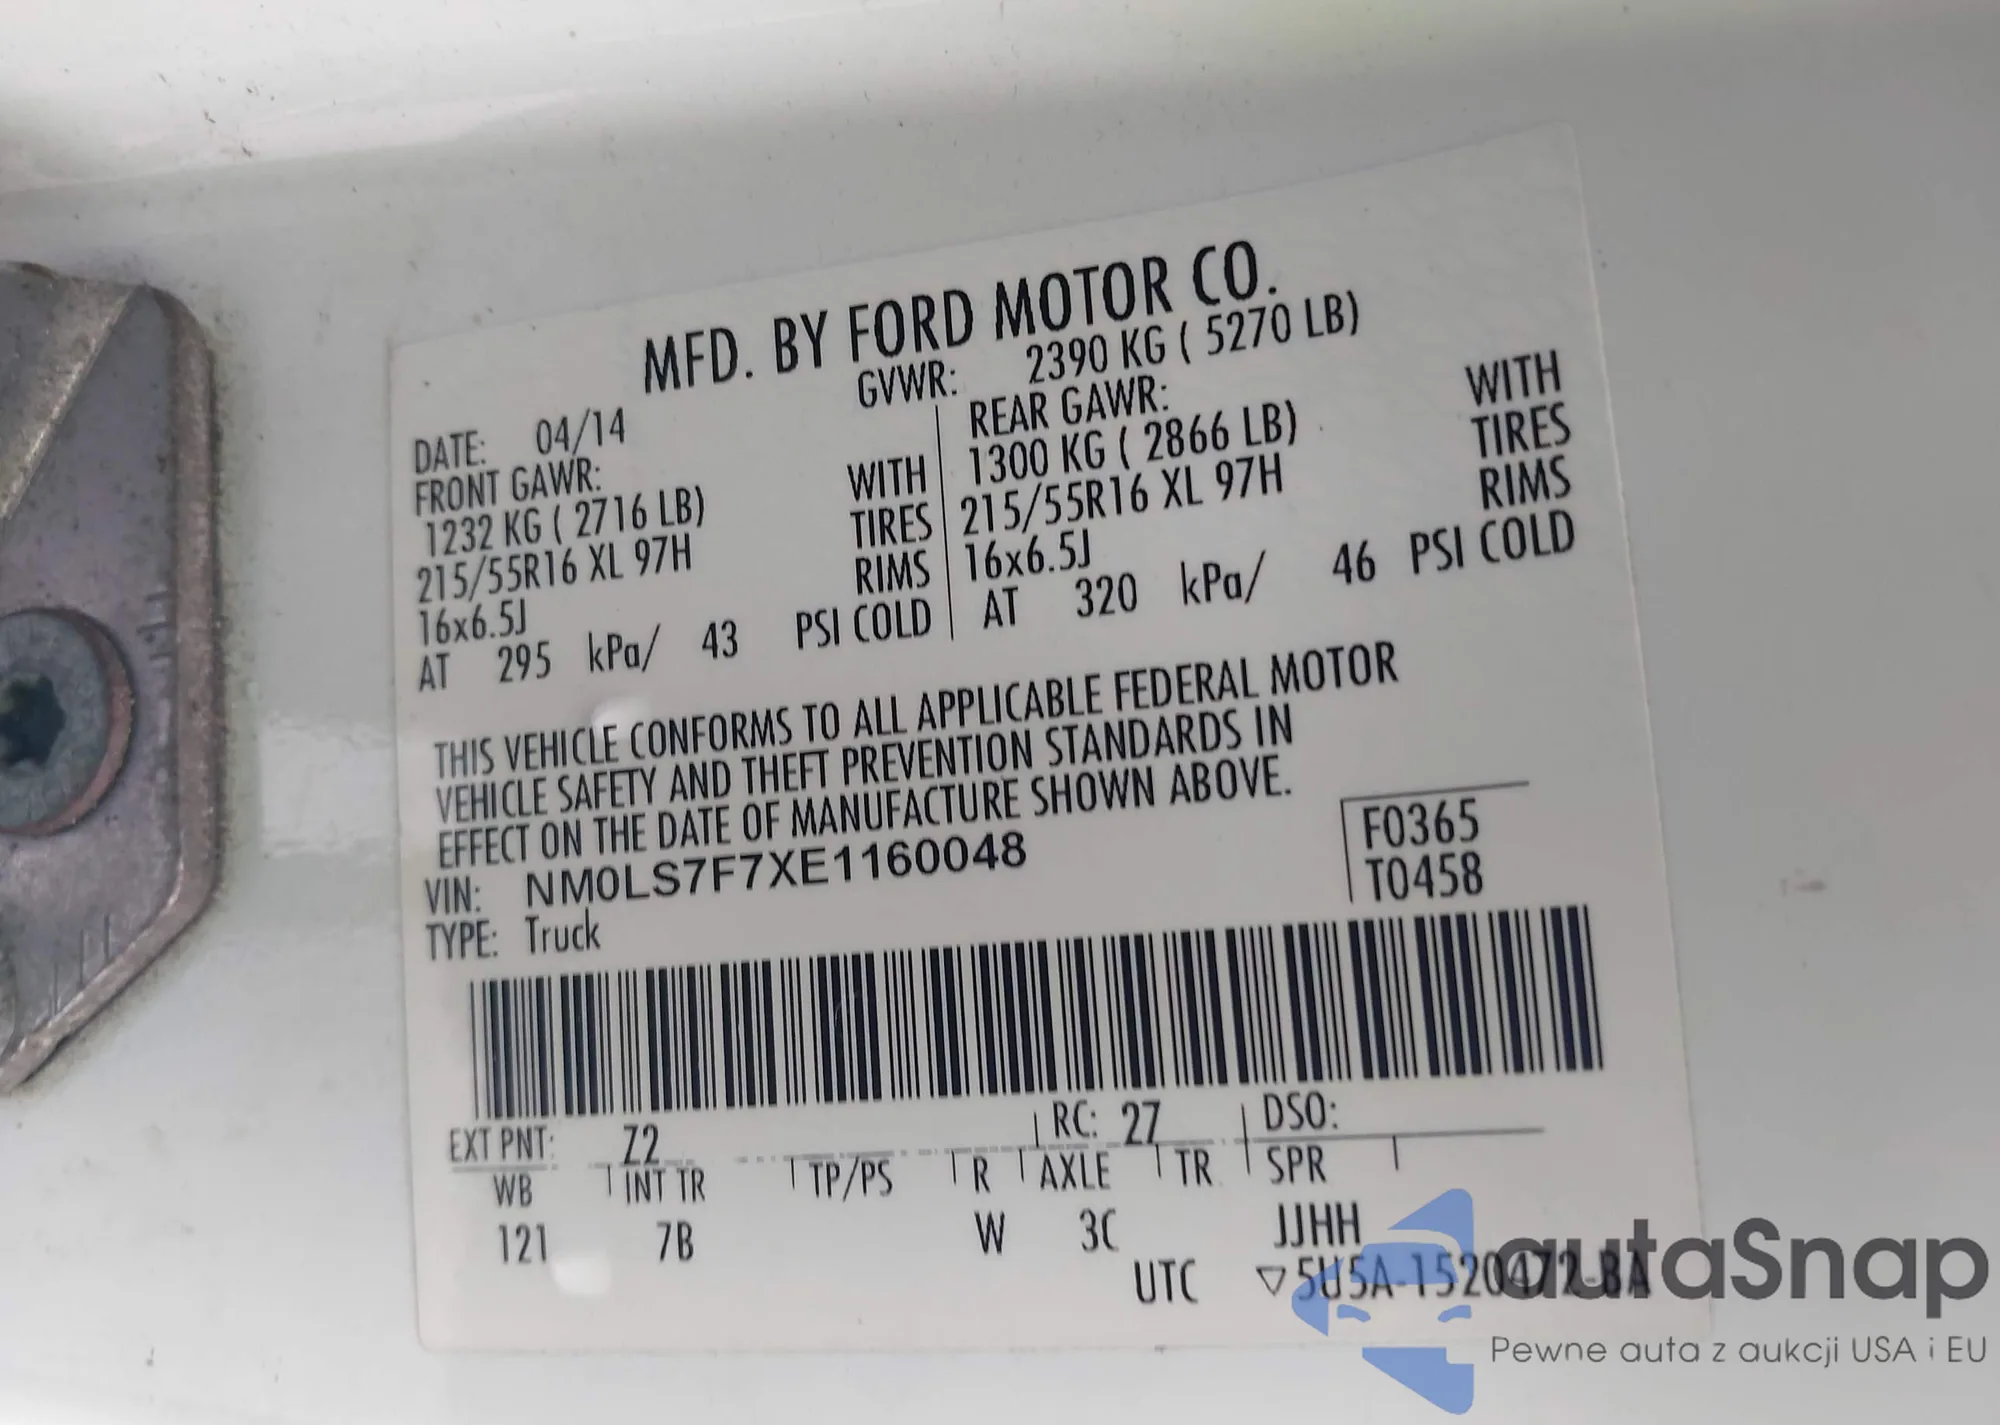 MFD. BY FORD MOTOR CO.
DATE: 04/14 GVWR: 2390 KG ( 5270 LB)
FRONT GAWR: REAR GAWR: WITH
1232 KG ( 2716 LB) WITH 1300 KG ( 2866 LB) TIRES
215/55R16 XL 97H TIRES 215/55R16 XL 97H RIMS
16x6.5J RIMS 16x6.5J
AT 295 kPa/ 43 PSI COLD AT 320 kPa/ 46 PSI COLD
THIS VEHICLE CONFORMS TO ALL APPLICABLE FEDERAL MOTOR
VEHICLE SAFETY AND THEFT PREVENTION STANDARDS IN
EFFECT ON THE DATE OF MANUFACTURE SHOWN ABOVE.
VIN: NM0LS7F7XE1160048 F0365
TYPE: Truck T0458
EXT PNT: Z2 RC: 27 DSO:
WB INT TR TP/PS R AXLE TR SPR
121 7B W 3C JJHH
UTC ▽5U5A-1520472-BA
autaSnap
Pewne auta z aukcji USA i EU